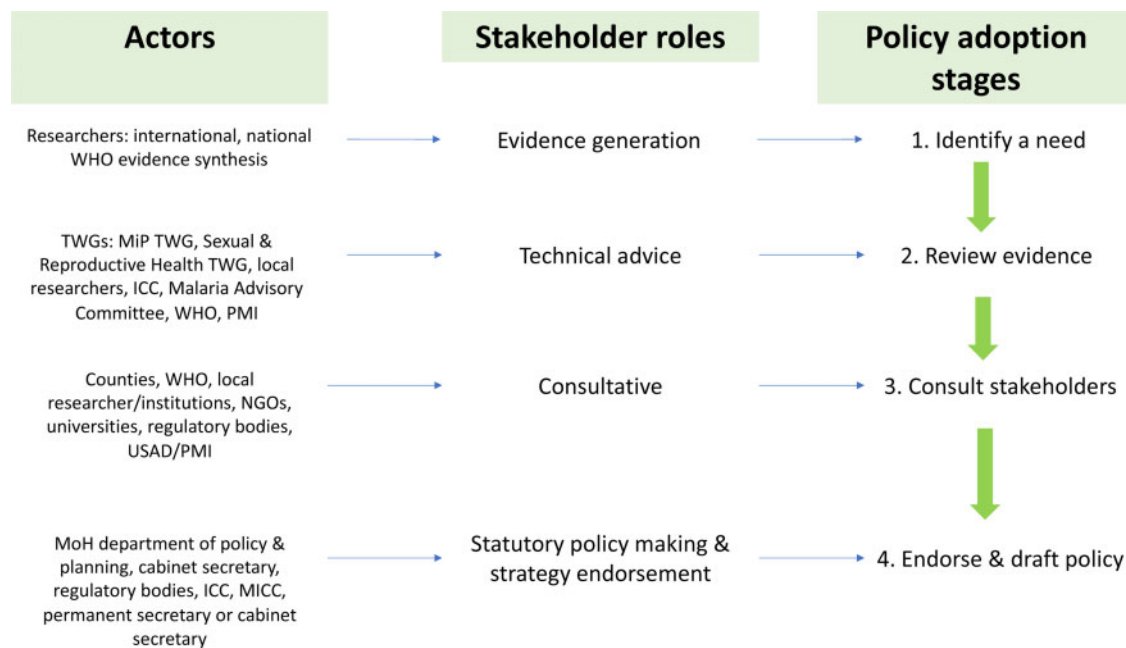 Actors
Stakeholder roles
Policy adoption
stages
Researchers: international, national
WHO evidence synthesis
Evidence generation
1. Identify a need
TWGs: MiP TWG, Sexual &
Reproductive Health TWG, local
researchers, ICC, Malaria Advisory
Committee, WHO, PMI
Technical advice
2. Review evidence
Counties, WHO, local
researcher/institutions, NGOs,
universities, regulatory bodies,
USAD/PMI
Consultative
3. Consult stakeholders
MoH department of policy &
planning, cabinet secretary,
regulatory bodies, ICC, MICC,
permanent secretary or cabinet
secretary
Statutory policy making &
strategy endorsement
4. Endorse & draft policy